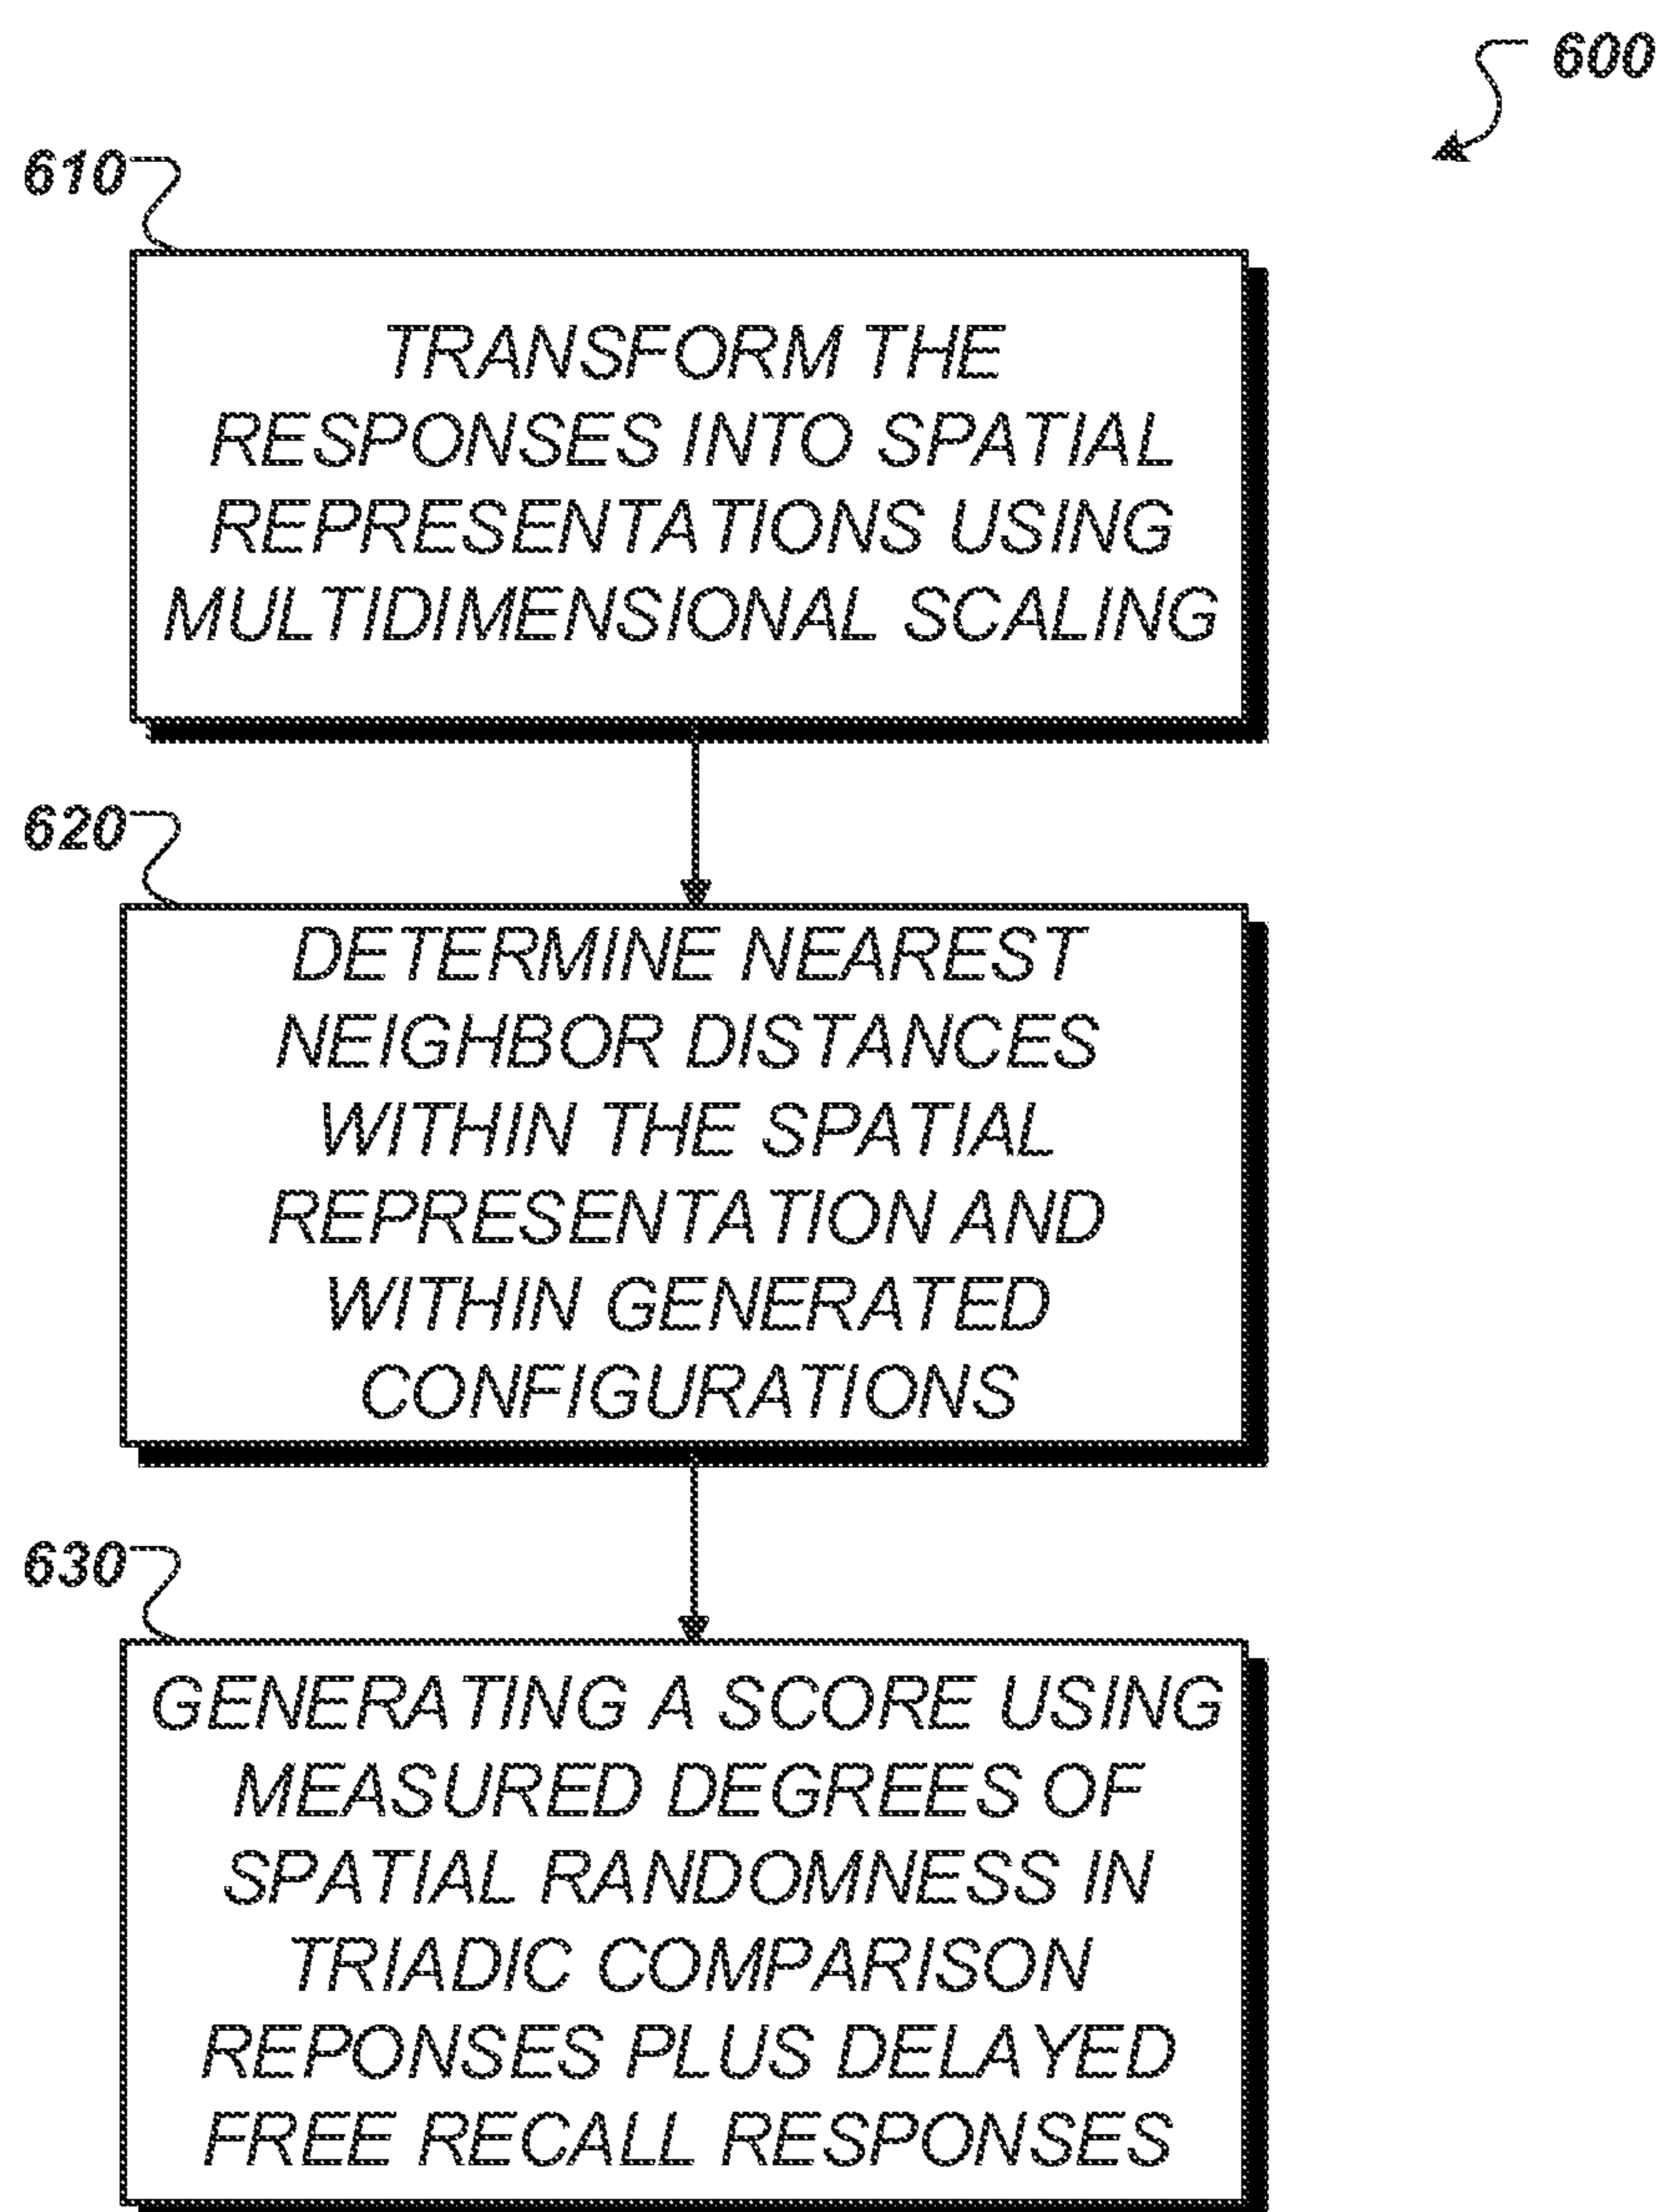 600
610
TRANSFORM THE
RESPONSES INTO SPATIAL
REPRESENTATIONS USING
MULTIDIMENSIONAL SCALING
620
DETERMINE NEAREST
NEIGHBOR DISTANCES
WITHIN THE SPATIAL
REPRESENTATION AND
WITHIN GENERATED
CONFIGURATIONS
630
GENERATING A SCORE USING
MEASURED DEGREES OF
SPATIAL RANDOMNESS IN
TRIADIC COMPARISON
REPONSES PLUS DELAYED
FREE RECALL RESPONSES